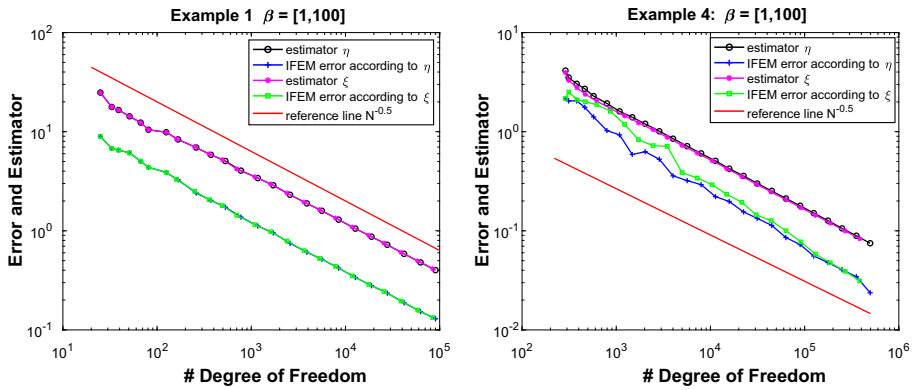 Example 1 β = [1,100]
Error and Estimator
10^2
10^1
10^0
10^-1
10^1
10^2
10^3
10^4
10^5
# Degree of Freedom
estimator η
IFEM error according to η
estimator ξ
IFEM error according to ξ
reference line N^-0.5
Example 4: β = [1,100]
Error and Estimator
10^1
10^0
10^-1
10^-2
10^2
10^3
10^4
10^5
10^6
# Degree of Freedom
estimator η
IFEM error according to η
estimator ξ
IFEM error according to ξ
reference line N^-0.5